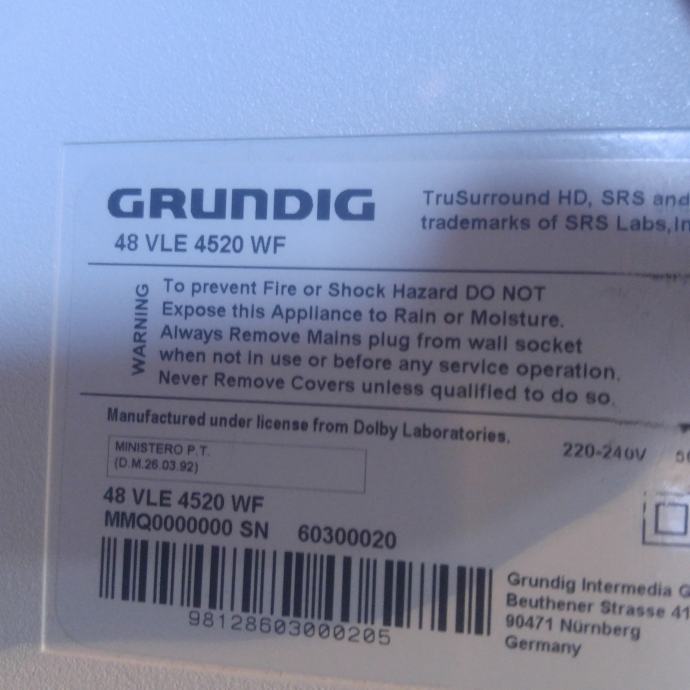 GRUNDIG
48 VLE 4520 WF
TruSurround HD, SRS and
trademarks of SRS Labs,In
WARNING
To prevent Fire or Shock Hazard DO NOT
Expose this Appliance to Rain or Moisture.
Always Remove Mains plug from wall socket
when not in use or before any service operation.
Never Remove Covers unless qualified to do so.
Manufactured under license from Dolby Laboratories.
MINISTERO P.T.
(D.M.26.03.92)
220-240V
48 VLE 4520 WF
MMQ0000000 SN 60300020
98128603000205
Grundig Intermedia G
Beuthener Strasse 41
90471 Nürnberg
Germany